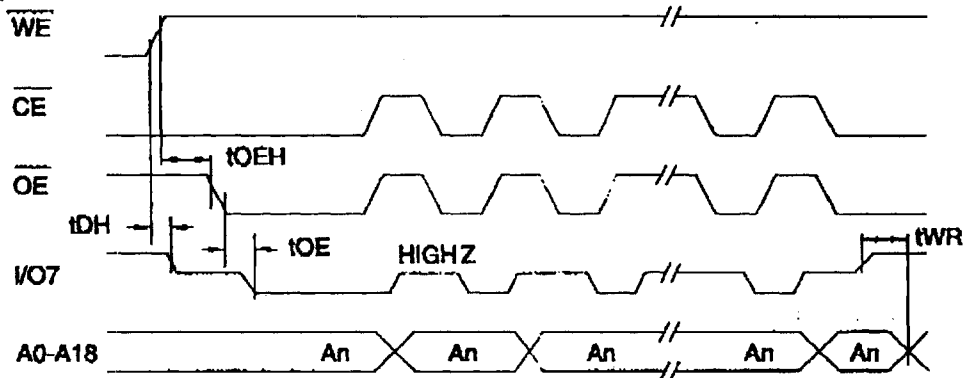 WE
CE
tOEH
OE
tDH
tOE
tWR
HIGH Z
I/O7
A0-A18 An An An An An